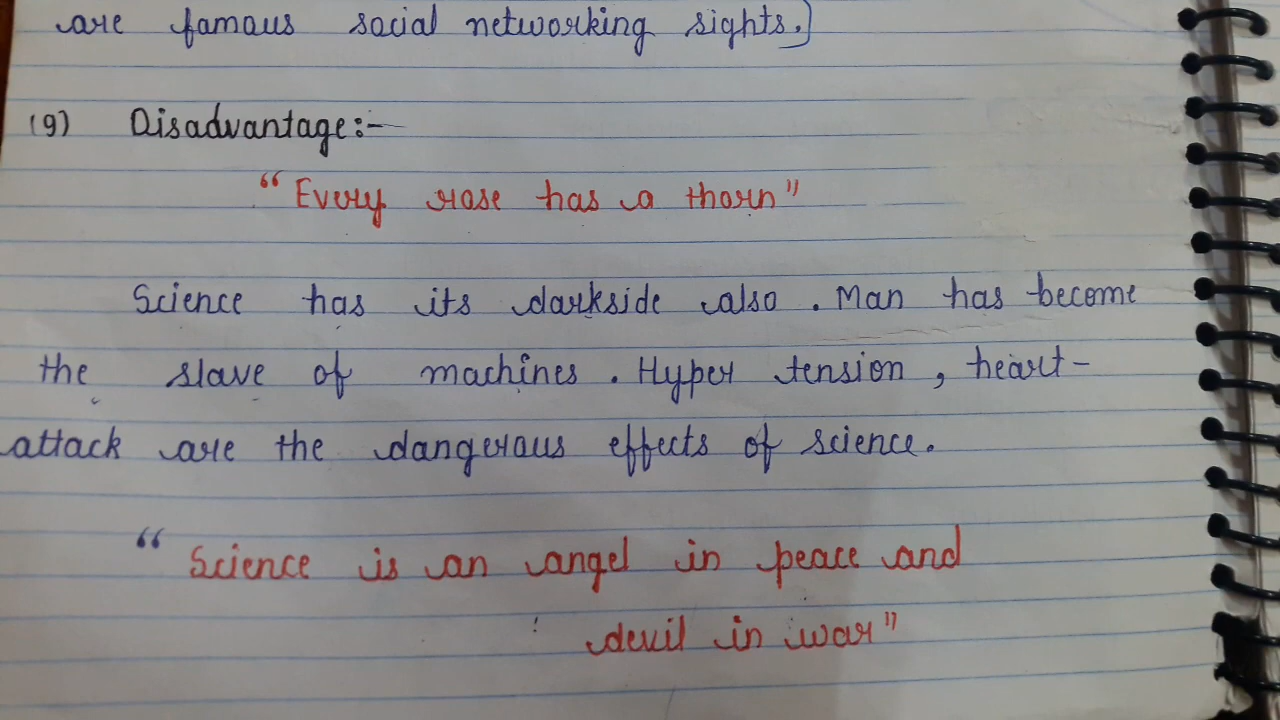 are famous social networking sights.]
(9) Disadvantage:-
“Every rose has a thorn”
Science has its darkside also. Man has become
the slave of machines. Hyper tension, heart-
attack are the dangerous effects of science.
“Science is an angel in peace and
devil in war”